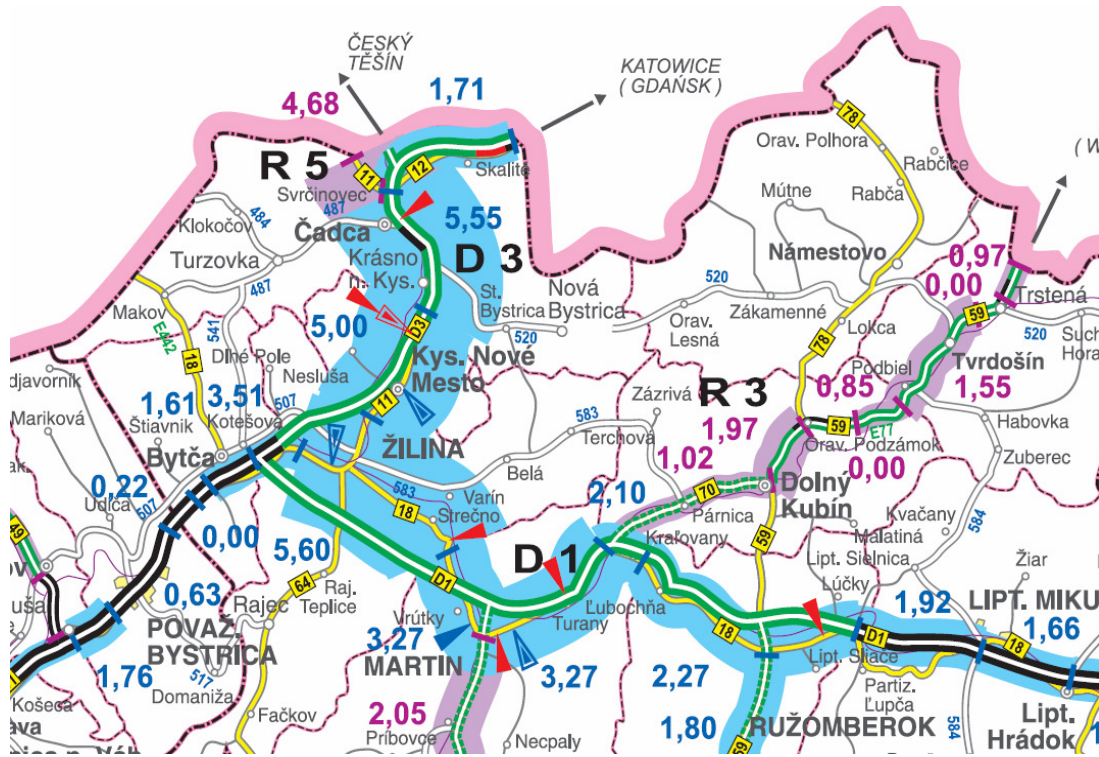 ČESKÝ
TĚŠÍN
KATOWICE
( GDAŃSK )
1,71
4,68
R 5
11
12
Skalité
Svrčinovec
487
5,55
484
Klokočov
Čadca
D 3
Turzovka
Krásno
n. Kys.
487
St.
Bystrica
Nová
Bystrica
520
Makov
E442
541
5,00
D3
18
Dlhé Pole
Nesluša
Kys. Nové
Mesto
11
78
Orav. Polhora
Rabčice
Rabča
Mútne
Námestovo
0,97
0,00
Trstená
59
520
Such
Hora
520
Zákamenné
Orav.
Lesná
Lokca
78
Tvrdošín
Podbiel
0,85
1,55
R 3
Zázrivá
583
Terchová
1,97
59
E77
Orav. Podzámok
0,00
Habovka
Zuberec
djavorník
Mariková
1,61
3,51
507
Štiavnik
Kotešová
Bytča
ŽILINA
Belá
1,02
Dolný
Kubín
70
Párnica
0,22
507
Udiča
583
Varín
Strečno
18
2,10
Kraľovany
59
Kvačany
Malatiná
584
49
0,00
5,60
D 1
Lipt. Sielnica
Lúčky
Žiar
64
Raj.
Teplice
D1
0,63
Rajec
Vrútky
Turany
Ľubochňa
18
1,92
LIPT. MIKU
1,66
18
D1
POVAŽ.
BYSTRICA
3,27
MARTIN
3,27
2,27
Lipt. Sliače
Partiz.
Ľupča
1,76
517
Domaniža
Košeca
Fačkov
2,05
Príbovce
Necpaly
1,80
RUŽOMBEROK
59
584
Lipt.
Hrádok